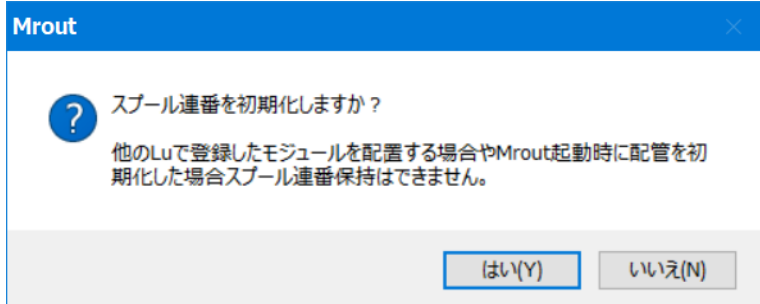 Mrout
スプール連番を初期化しますか？
他のLuで登録したモジュールを配置する場合やMrout起動時に配管を初
期化した場合スプール連番保持はできません。
はい(Y)
いいえ(N)